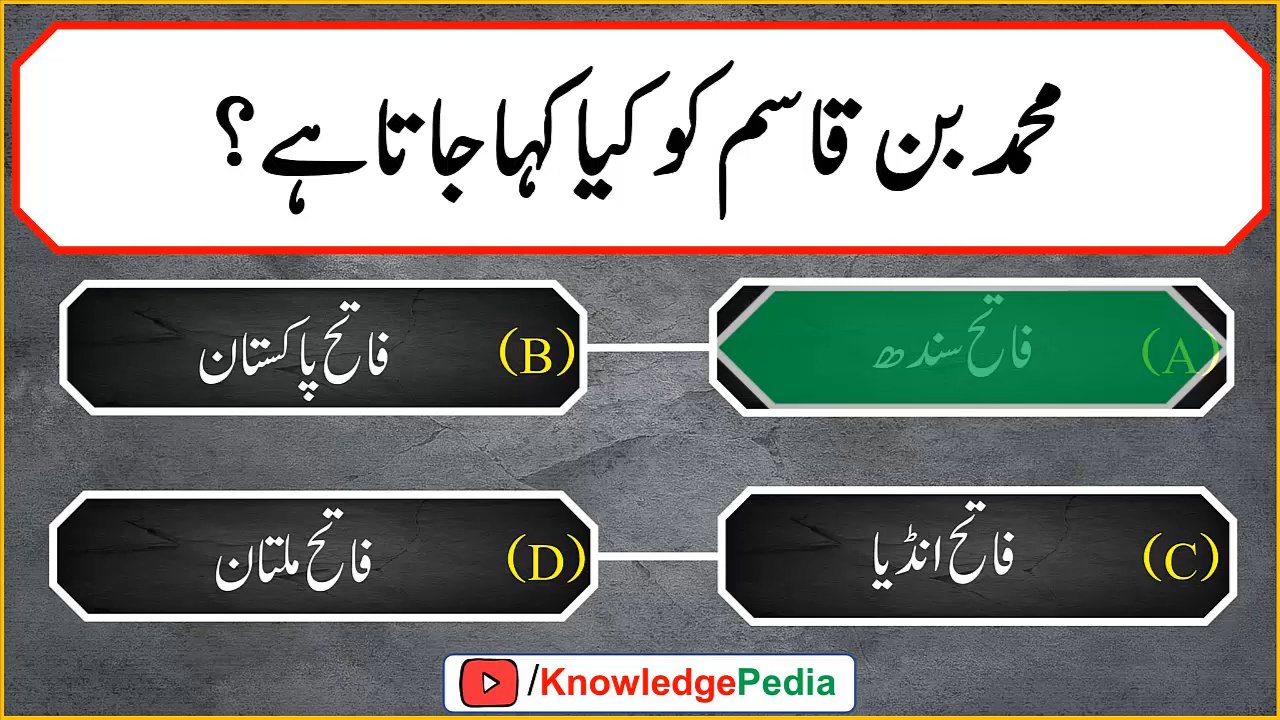 محمد بن قاسم کو کیا کہا جاتا ہے؟
(A) فاتح سندھ
(B) فاتح پاکستان
(C) فاتح انڈیا
(D) فاتح ملتان
/KnowledgePedia